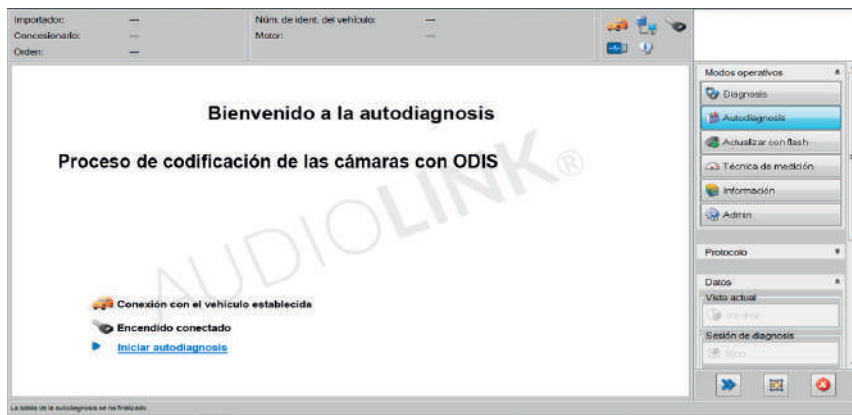 Importador: ---
Concesionario: ---
Orden: ---
Núm. de ident. del vehículo: ---
Motor: ---
Bienvenido a la autodiagnosis
Proceso de codificación de las cámaras con ODIS
AUDIOLINK®
Conexión con el vehículo establecida
Encendido conectado
Iniciar autodiagnosis
Modos operativos
Diagnosis
Autodiagnosis
Actualizar con flash
Técnica de medición
Información
Admin
Protocolo
Datos
Vista actual
Sesión de diagnosis
Stop
La salida de la autodiagnosis se ha finalizado.